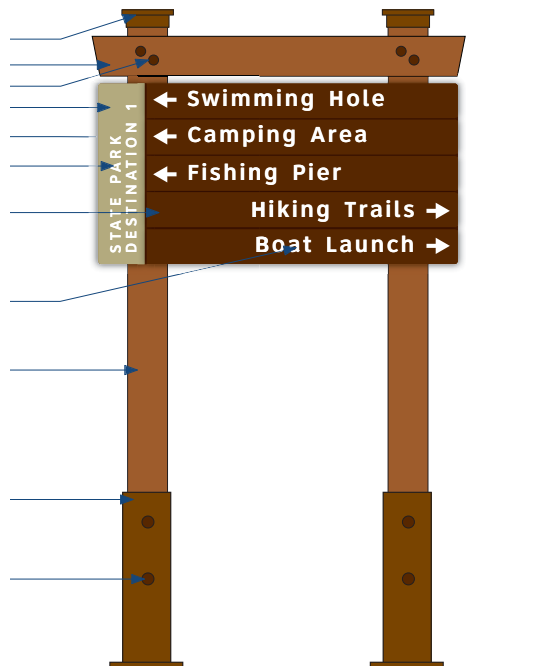 STATE PARK
DESTINATION 1
Swimming Hole
Camping Area
Fishing Pier
Hiking Trails
Boat Launch